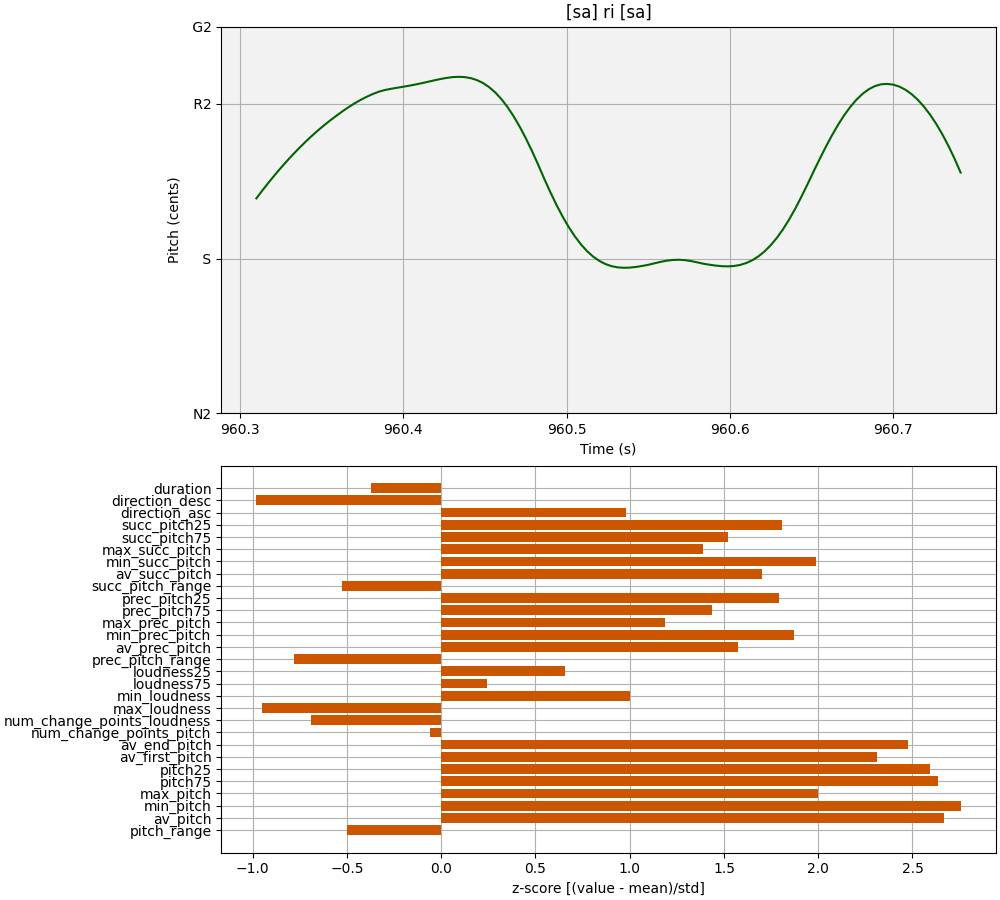 [sa] ri [sa]
G2
R2
S
N2
Pitch (cents)
960.3 960.4 960.5 960.6 960.7
Time (s)
duration
direction_desc
direction_asc
succ_pitch25
succ_pitch75
max_succ_pitch
min_succ_pitch
av_succ_pitch
succ_pitch_range
prec_pitch25
prec_pitch75
max_prec_pitch
min_prec_pitch
av_prec_pitch
prec_pitch_range
loudness25
loudness75
min_loudness
max_loudness
num_change_points_loudness
num_change_points_pitch
av_end_pitch
av_first_pitch
pitch25
pitch75
max_pitch
min_pitch
av_pitch
pitch_range
−1.0 −0.5 0.0 0.5 1.0 1.5 2.0 2.5
z-score [(value - mean)/std]